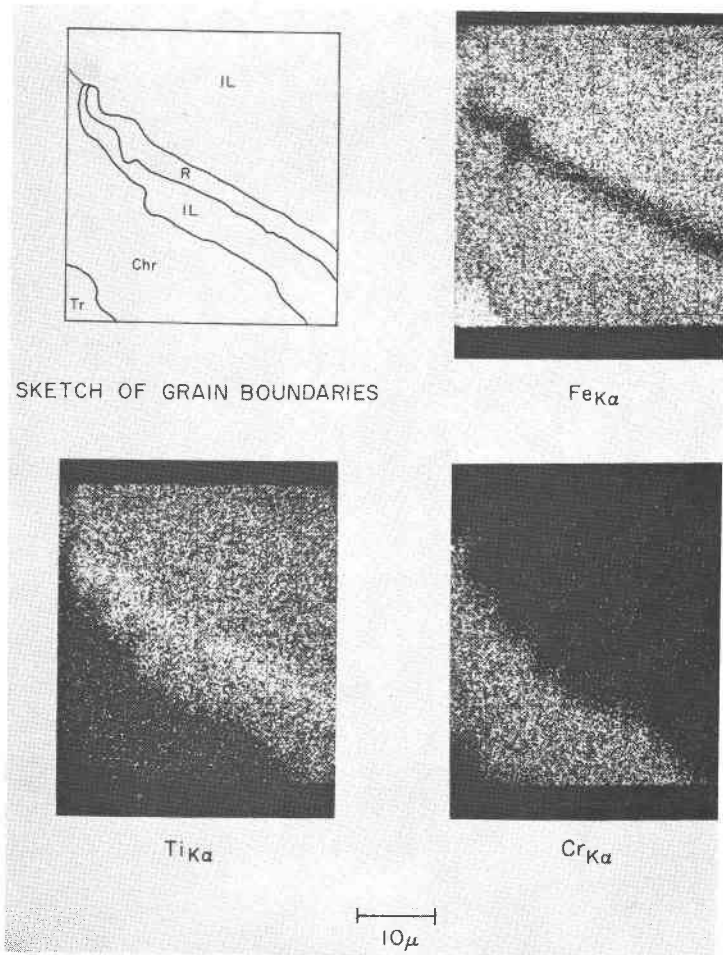 IL
R
IL
Chr
Tr
SKETCH OF GRAIN BOUNDARIES
FeKα
TiKα
CrKα
10μ